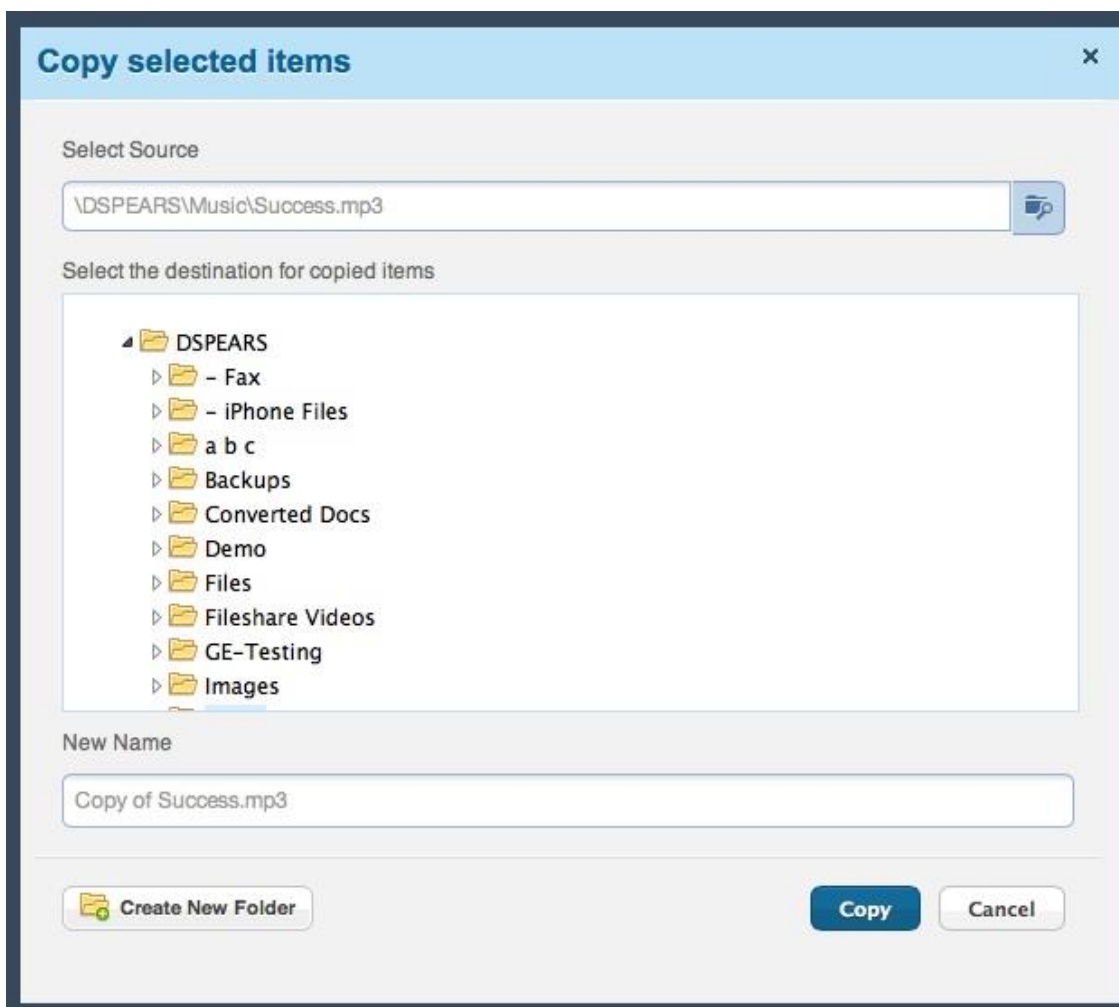 Copy selected items
Select Source
\DSPEARS\Music\Success.mp3
Select the destination for copied items
DSPEARS
– Fax
– iPhone Files
a b c
Backups
Converted Docs
Demo
Files
Fileshare Videos
GE-Testing
Images
New Name
Copy of Success.mp3
Create New Folder
Copy
Cancel